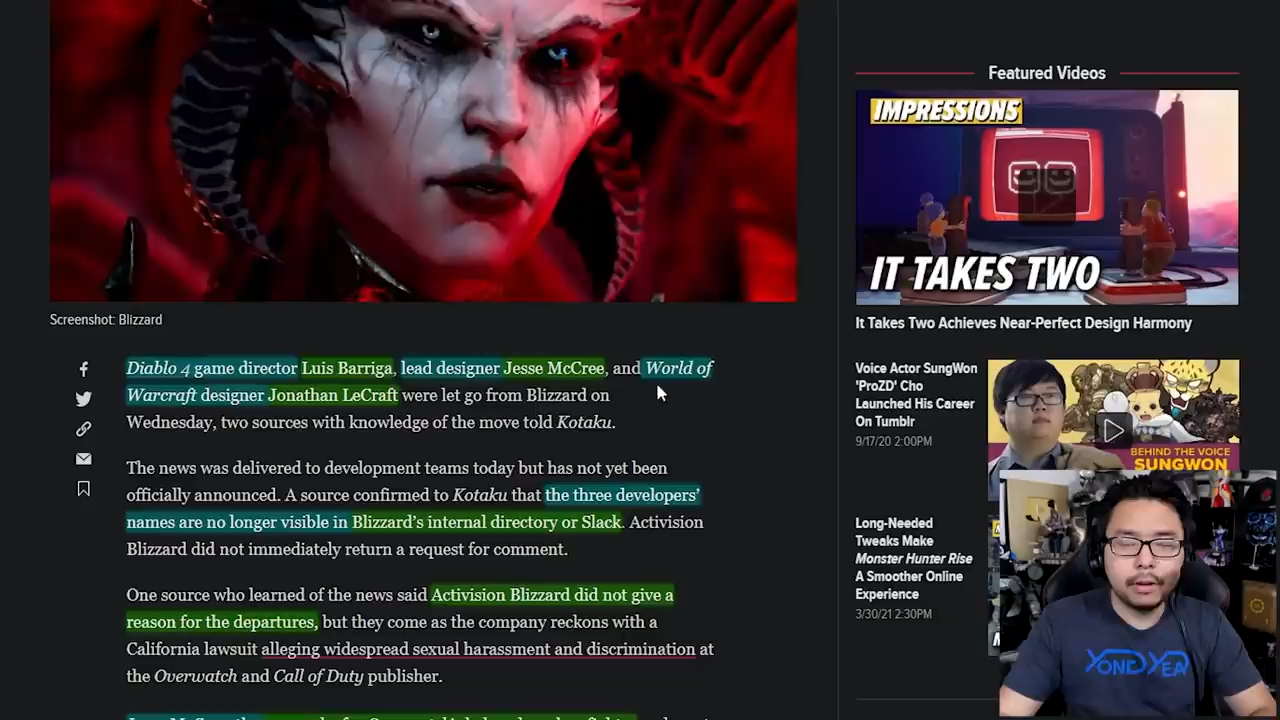 Screenshot: Blizzard
Diablo 4 game director Luis Barriga, lead designer Jesse McCree, and World of
Warcraft designer Jonathan LeCraft were let go from Blizzard on
Wednesday, two sources with knowledge of the move told Kotaku.
The news was delivered to development teams today but has not yet been
officially announced. A source confirmed to Kotaku that the three developers’
names are no longer visible in Blizzard’s internal directory or Slack. Activision
Blizzard did not immediately return a request for comment.
One source who learned of the news said Activision Blizzard did not give a
reason for the departures, but they come as the company reckons with a
California lawsuit alleging widespread sexual harassment and discrimination at
the Overwatch and Call of Duty publisher.
Featured Videos
IMPRESSIONS
IT TAKES TWO
It Takes Two Achieves Near-Perfect Design Harmony
Voice Actor SungWon
'ProZD' Cho
Launched His Career
On Tumblr
9/17/20 2:00PM
BEHIND THE VOICE
SUNGWON
Long-Needed
Tweaks Make
Monster Hunter Rise
A Smoother Online
Experience
3/30/21 2:30PM
YONGYEA